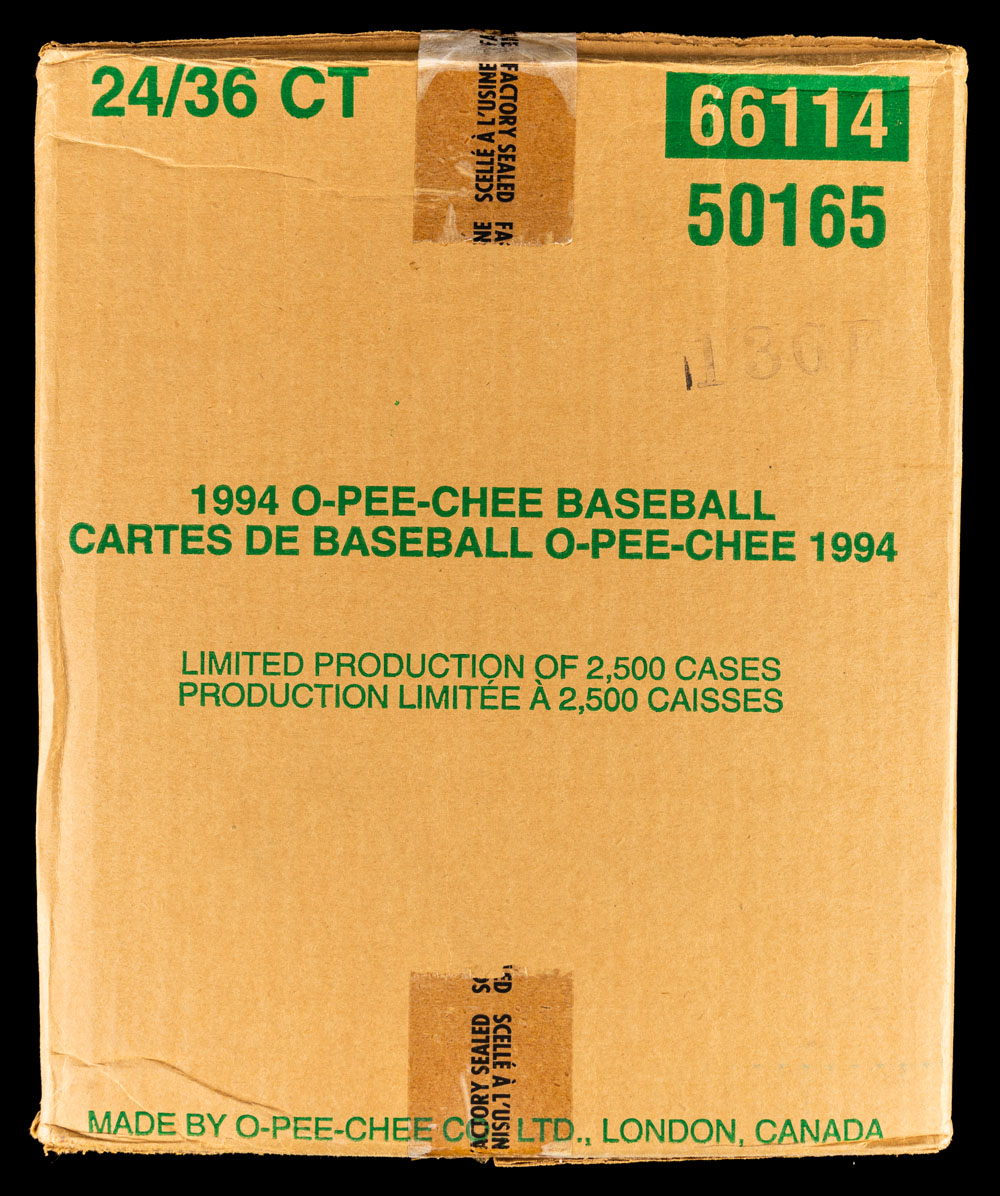 24/36 CT
66114
50165
FACTORY SEALED
SCELLÉ À L'USINE
1994 O-PEE-CHEE BASEBALL
CARTES DE BASEBALL O-PEE-CHEE 1994
LIMITED PRODUCTION OF 2,500 CASES
PRODUCTION LIMITÉE À 2,500 CAISSES
ACTORY SEALED
SCELLÉ À L'USIN
MADE BY O-PEE-CHEE CO. LTD., LONDON, CANADA